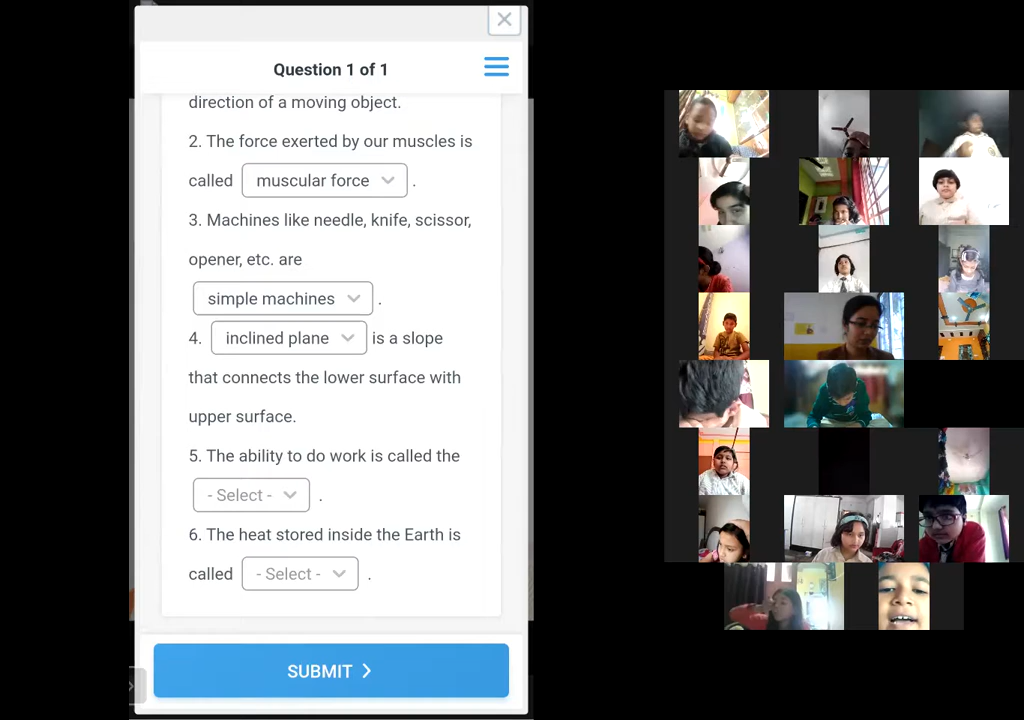 Question 1 of 1
direction of a moving object.
2. The force exerted by our muscles is
called muscular force .
3. Machines like needle, knife, scissor,
opener, etc. are
simple machines .
4. inclined plane is a slope
that connects the lower surface with
upper surface.
5. The ability to do work is called the
- Select - .
6. The heat stored inside the Earth is
called - Select - .
SUBMIT